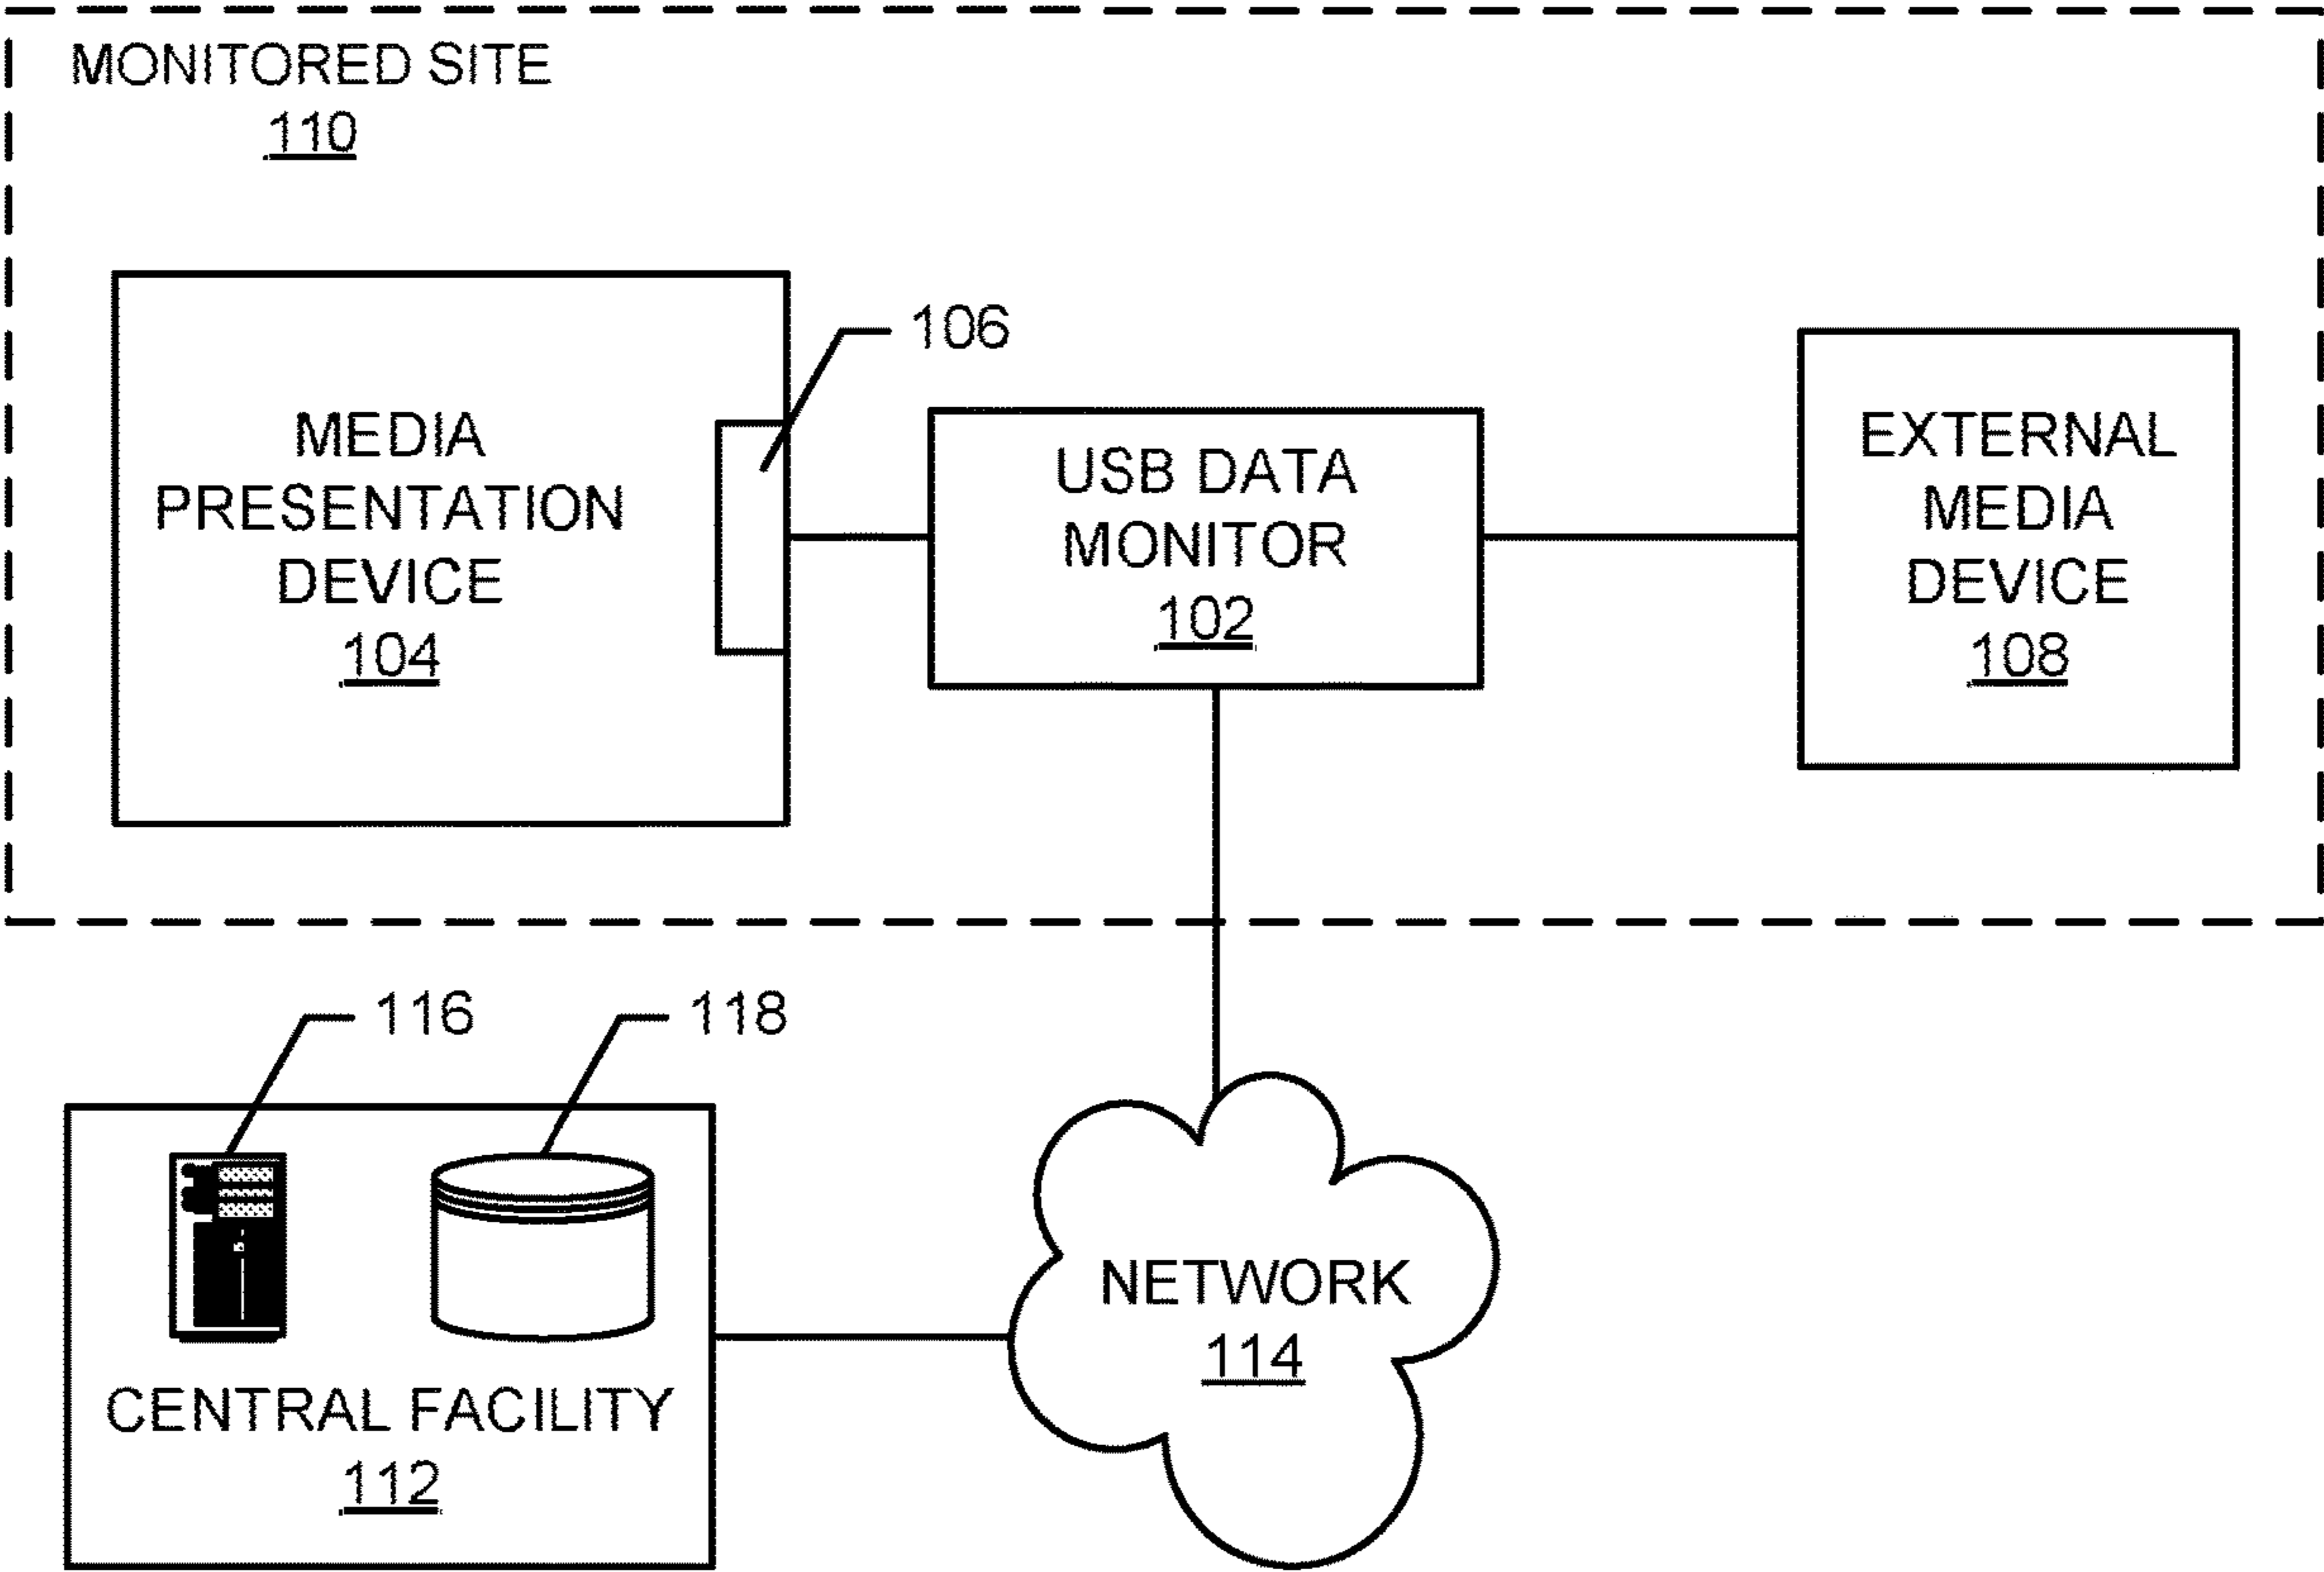 MONITORED SITE
110
106
MEDIA
PRESENTATION
DEVICE
104
USB DATA
MONITOR
102
EXTERNAL
MEDIA
DEVICE
108
116
118
CENTRAL FACILITY
112
NETWORK
114